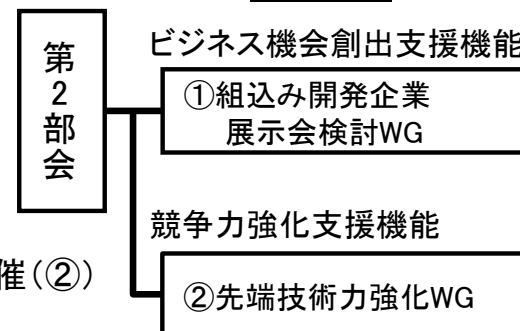 第2部会
ビジネス機会創出支援機能
①組込み開発企業
展示会検討WG
競争力強化支援機能
催(②)
②先端技術力強化WG